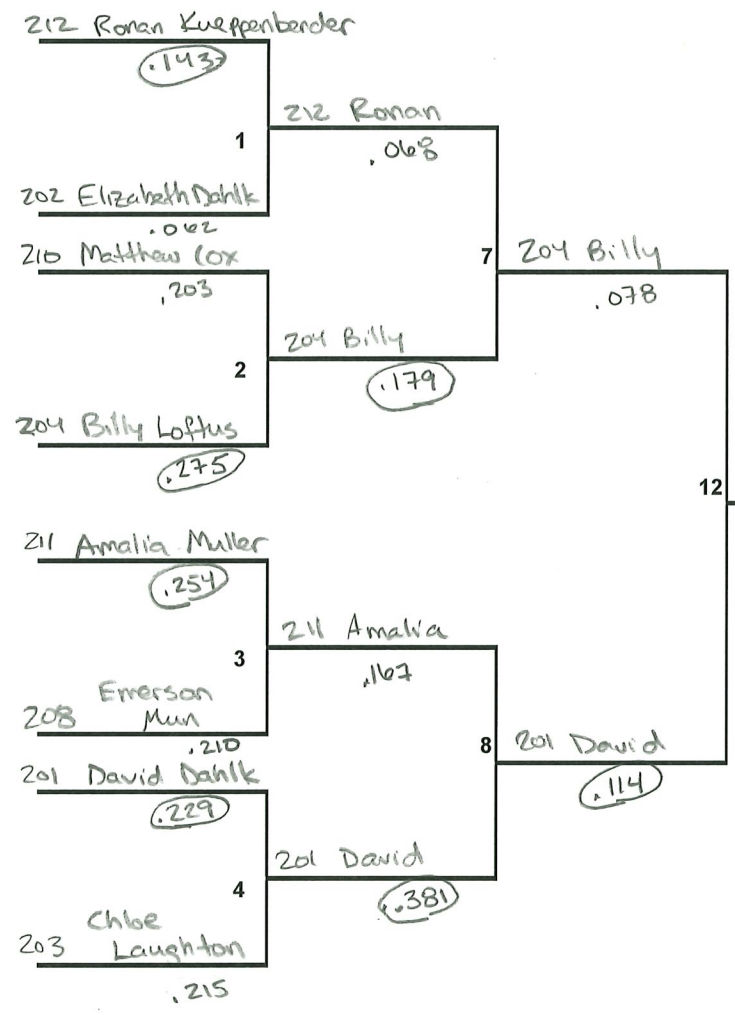 212 Ronan Kueppenbender
.143
212 Ronan
1
.068
202 Elizabeth Dahlk
.062
210 Matthew Cox
7
204 Billy
.203
.078
204 Billy
2
.179
204 Billy Loftus
.275
12
211 Amalia Muller
.254
211 Amalia
3
.167
Emerson
208 Mun
.210
8
201 David
201 David Dahlk
.114
.229
201 David
4
.381
Chloe
203 Laughton
.215